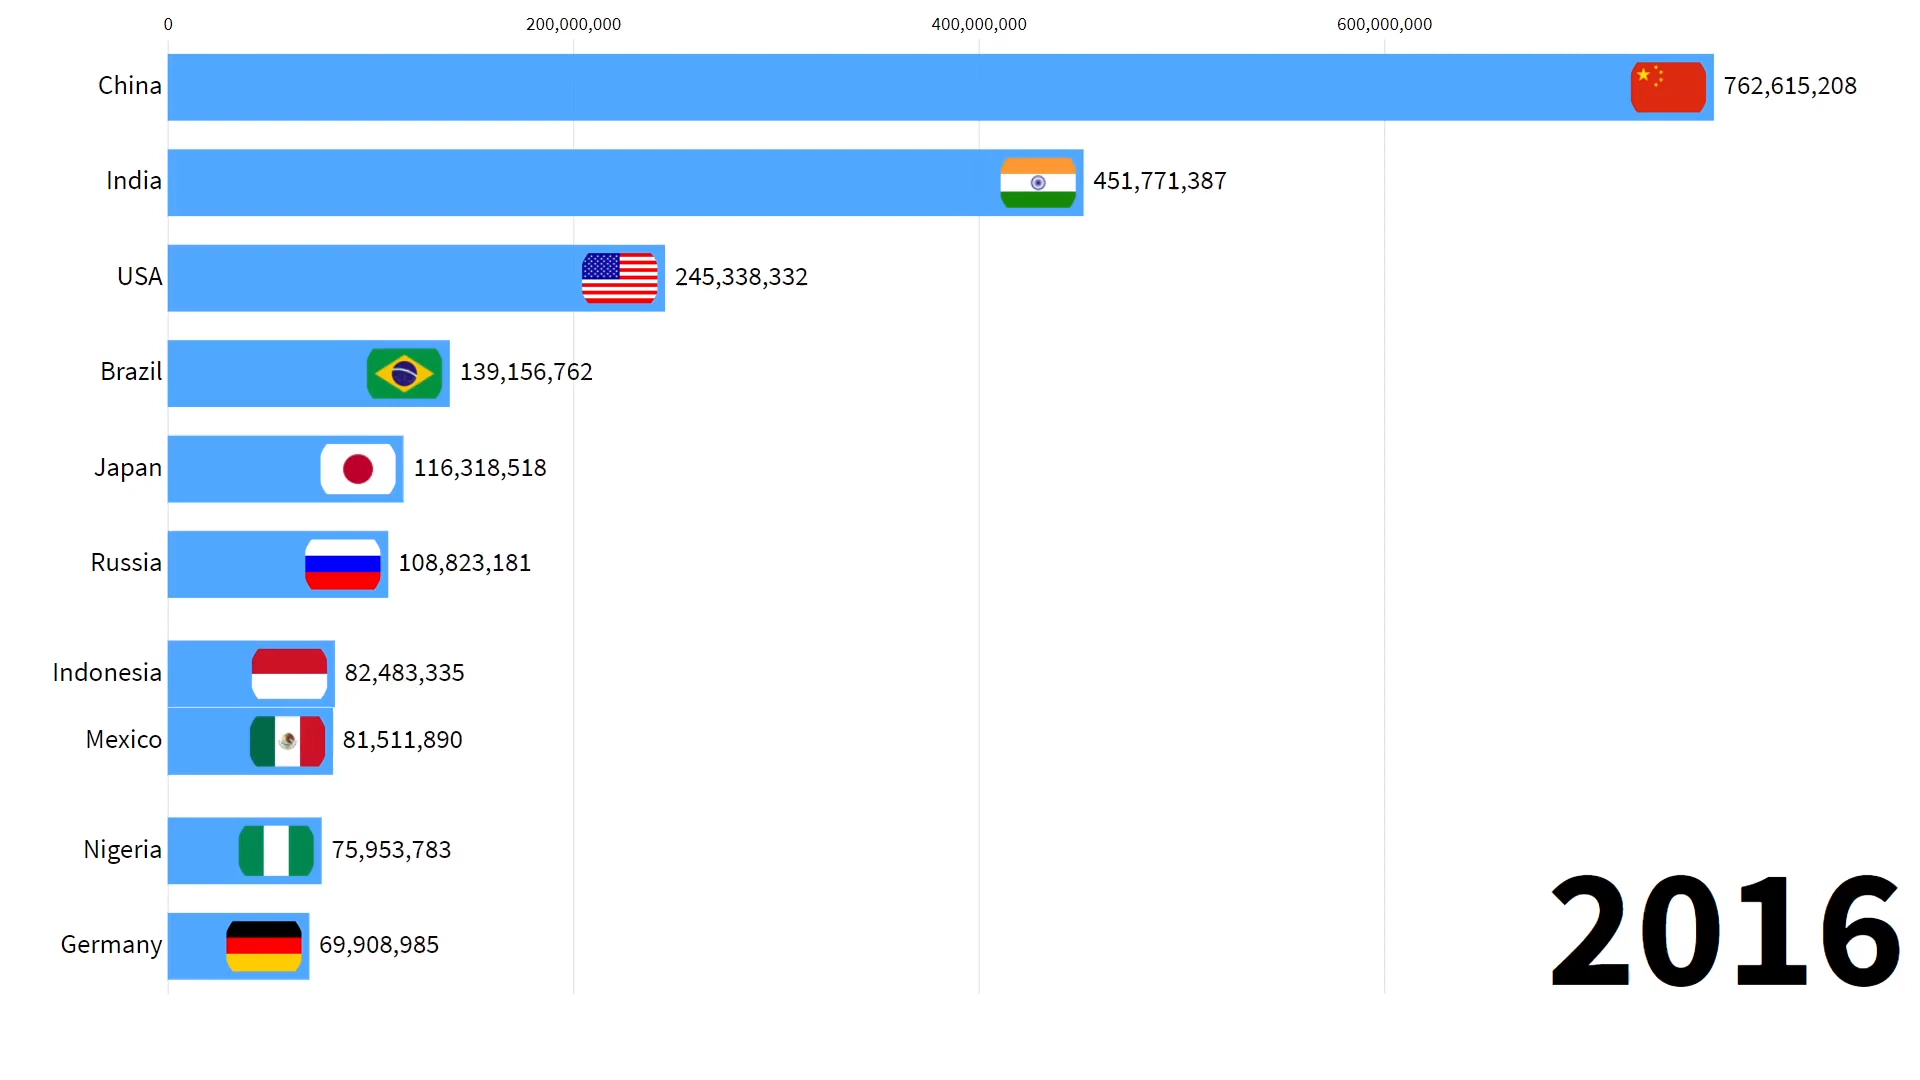 0 200,000,000 400,000,000 600,000,000
China 762,615,208
India 451,771,387
USA 245,338,332
Brazil 139,156,762
Japan 116,318,518
Russia 108,823,181
Indonesia 82,483,335
Mexico 81,511,890
Nigeria 75,953,783
Germany 69,908,985
2016